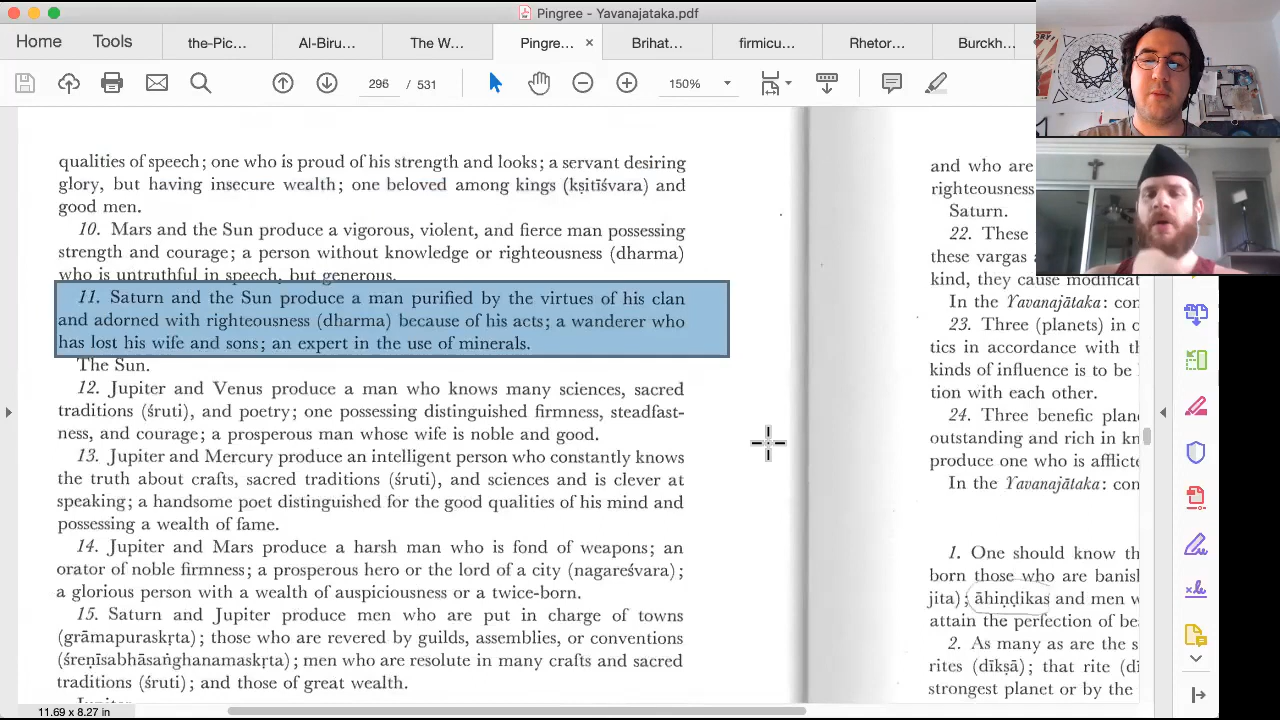 Pingree - Yavanajataka.pdf
Home
Tools
the-Pic...
Al-Biru...
The W...
Pingre...
×
Brihat...
firmicu...
Rhetor...
Burckh
296 / 531
150%
qualities of speech; one who is proud of his strength and looks; a servant desiring
glory, but having insecure wealth; one beloved among kings (kṣitīśvara) and
good men.
10. Mars and the Sun produce a vigorous, violent, and fierce man possessing
strength and courage; a person without knowledge or righteousness (dharma)
who is untruthful in speech, but generous.
11. Saturn and the Sun produce a man purified by the virtues of his clan
and adorned with righteousness (dharma) because of his acts; a wanderer who
has lost his wife and sons; an expert in the use of minerals.
The Sun.
12. Jupiter and Venus produce a man who knows many sciences, sacred
traditions (śruti), and poetry; one possessing distinguished firmness, steadfast-
ness, and courage; a prosperous man whose wife is noble and good.
13. Jupiter and Mercury produce an intelligent person who constantly knows
the truth about crafts, sacred traditions (śruti), and sciences and is clever at
speaking; a handsome poet distinguished for the good qualities of his mind and
possessing a wealth of fame.
14. Jupiter and Mars produce a harsh man who is fond of weapons; an
orator of noble firmness; a prosperous hero or the lord of a city (nagareśvara);
a glorious person with a wealth of auspiciousness or a twice-born.
15. Saturn and Jupiter produce men who are put in charge of towns
(grāmapuraskṛta); those who are revered by guilds, assemblies, or conventions
(śreṇīsabhāsaṅghanamaskṛta); men who are resolute in many crafts and sacred
traditions (śruti); and those of great wealth.
and who are
righteousness
Saturn.
22. These
these vargas a
kind, they cause modificat
In the Yavanajātaka: con
23. Three (planets) in o
tics in accordance with th
kinds of influence is to be
tion with each other.
24. Three benefic plan
outstanding and rich in kn
produce one who is afflicte
In the Yavanajātaka: con
1. One should know th
born those who are banish
jita); āhiṇḍikas and men w
attain the perfection of be
2. As many as are the s
rites (dīkṣā); that rite (dī
strongest planet or by the
11.69 x 8.27 in